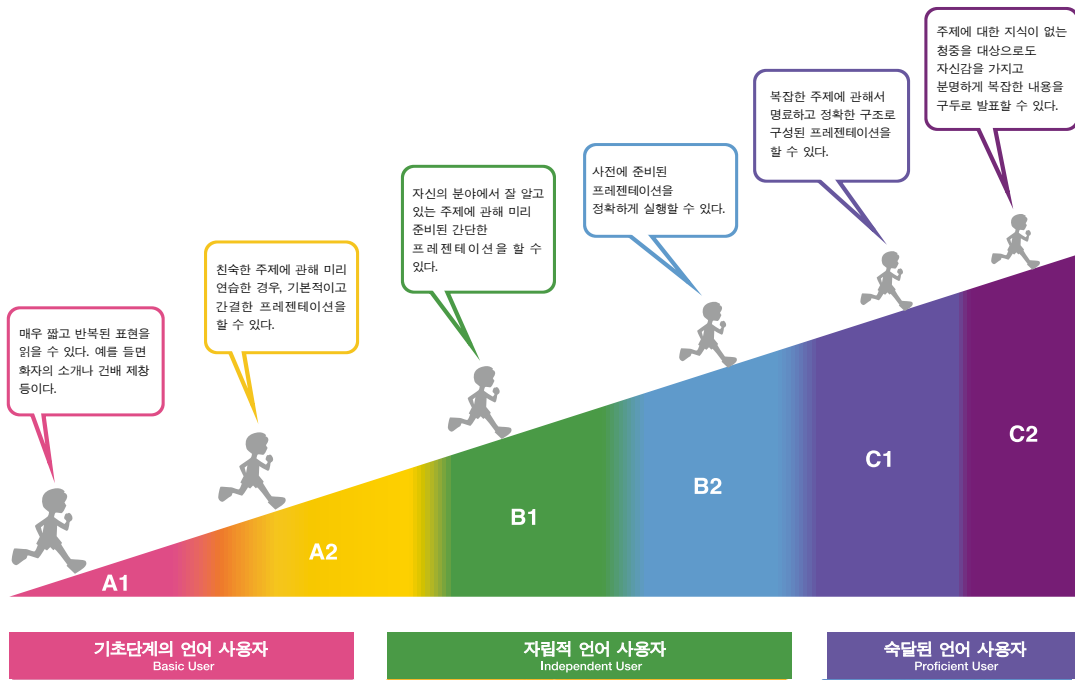 매우 짧고 반복된 표현을
읽을 수 있다. 예를 들면
화자의 소개나 건배 제창
등이다.
친숙한 주제에 관해 미리
연습한 경우, 기본적이고
간결한 프레젠테이션을
할 수 있다.
자신의 분야에서 잘 알고
있는 주제에 관해 미리
준비된 간단한
프레젠테이션을 할 수
있다.
사전에 준비된
프레젠테이션을
정확하게 실행할 수 있다.
복잡한 주제에 관해서
명료하고 정확한 구조로
구성된 프레젠테이션을
할 수 있다.
주제에 대한 지식이 없는
청중을 대상으로도
자신감을 가지고
분명하게 복잡한 내용을
구두로 발표할 수 있다.
A1
A2
B1
B2
C1
C2
기초단계의 언어 사용자
Basic User
자립적 언어 사용자
Independent User
숙달된 언어 사용자
Proficient User